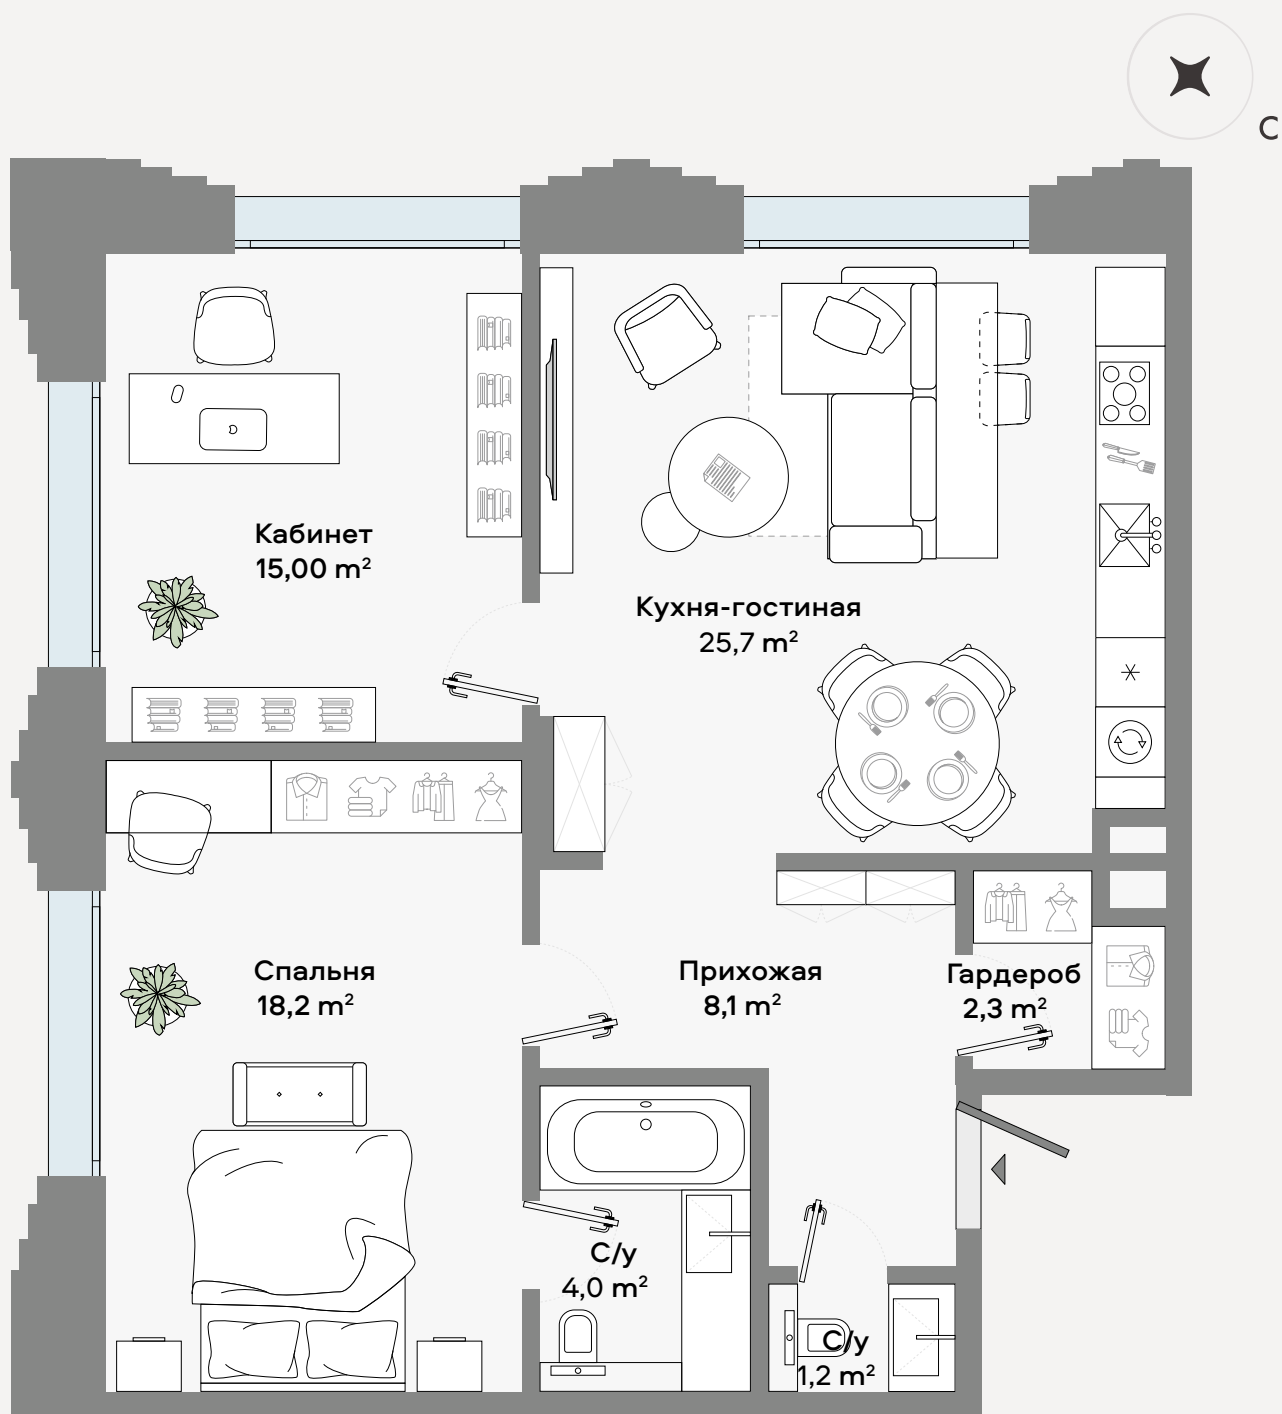 С
Кабинет
15,00 m²
Кухня-гостиная
25,7 m²
Спальня
18,2 m²
Прихожая
8,1 m²
Гардероб
2,3 m²
С/у
4,0 m²
С/у
1,2 m²